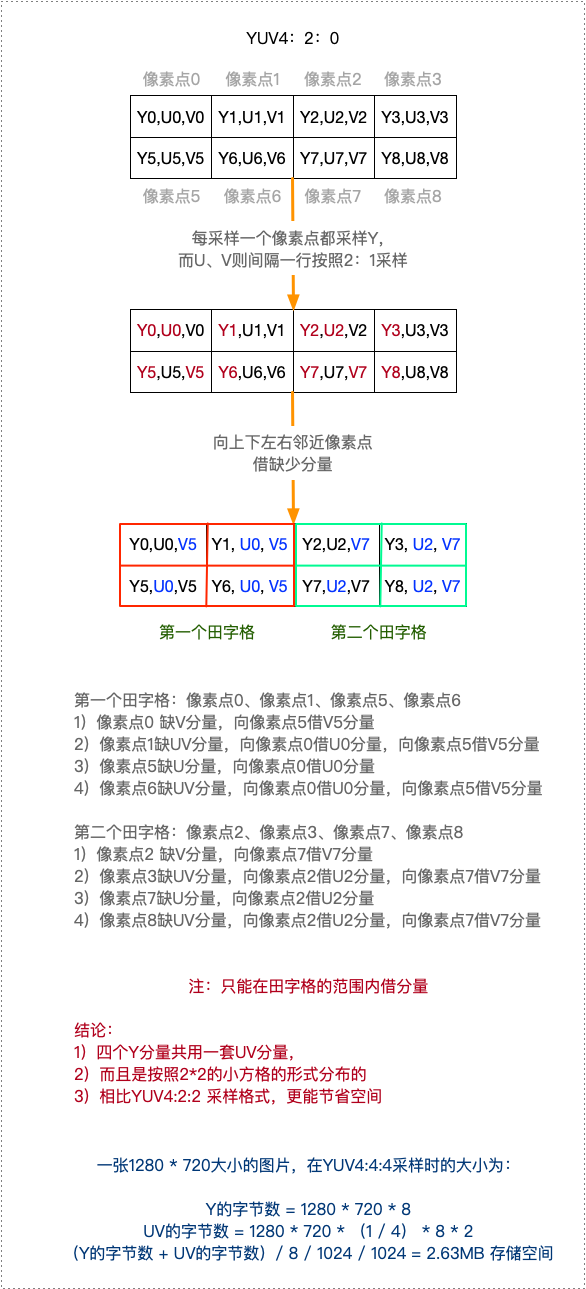 YUV4：2：0
像素点0 像素点1 像素点2 像素点3
Y0,U0,V0 Y1,U1,V1 Y2,U2,V2 Y3,U3,V3
Y5,U5,V5 Y6,U6,V6 Y7,U7,V7 Y8,U8,V8
像素点5 像素点6 像素点7 像素点8
每采样一个像素点都采样Y，
而U、V则间隔一行按照2：1采样
Y0,U0,V0 Y1,U1,V1 Y2,U2,V2 Y3,U3,V3
Y5,U5,V5 Y6,U6,V6 Y7,U7,V7 Y8,U8,V8
向上下左右邻近像素点
借缺少分量
Y0,U0,V5 Y1, U0, V5 Y2,U2,V7 Y3, U2, V7
Y5,U0,V5 Y6, U0, V5 Y7,U2,V7 Y8, U2, V7
第一个田字格 第二个田字格
第一个田字格：像素点0、像素点1、像素点5、像素点6
1）像素点0 缺V分量，向像素点5借V5分量
2）像素点1缺UV分量，向像素点0借U0分量，向像素点5借V5分量
3）像素点5缺U分量，向像素点0借U0分量
4）像素点6缺UV分量，向像素点0借U0分量，向像素点5借V5分量
第二个田字格：像素点2、像素点3、像素点7、像素点8
1）像素点2 缺V分量，向像素点7借V7分量
2）像素点3缺UV分量，向像素点2借U2分量，向像素点7借V7分量
3）像素点7缺U分量，向像素点2借U2分量
4）像素点8缺UV分量，向像素点2借U2分量，向像素点7借V7分量
注：只能在田字格的范围内借分量
结论：
1）四个Y分量共用一套UV分量，
2）而且是按照2*2的小方格的形式分布的
3）相比YUV4:2:2 采样格式，更能节省空间
一张1280 * 720大小的图片，在YUV4:4:4采样时的大小为：
Y的字节数 = 1280 * 720 * 8
UV的字节数 = 1280 * 720 * （1 / 4） * 8 * 2
（Y的字节数 + UV的字节数）/ 8 / 1024 / 1024 = 2.63MB 存储空间